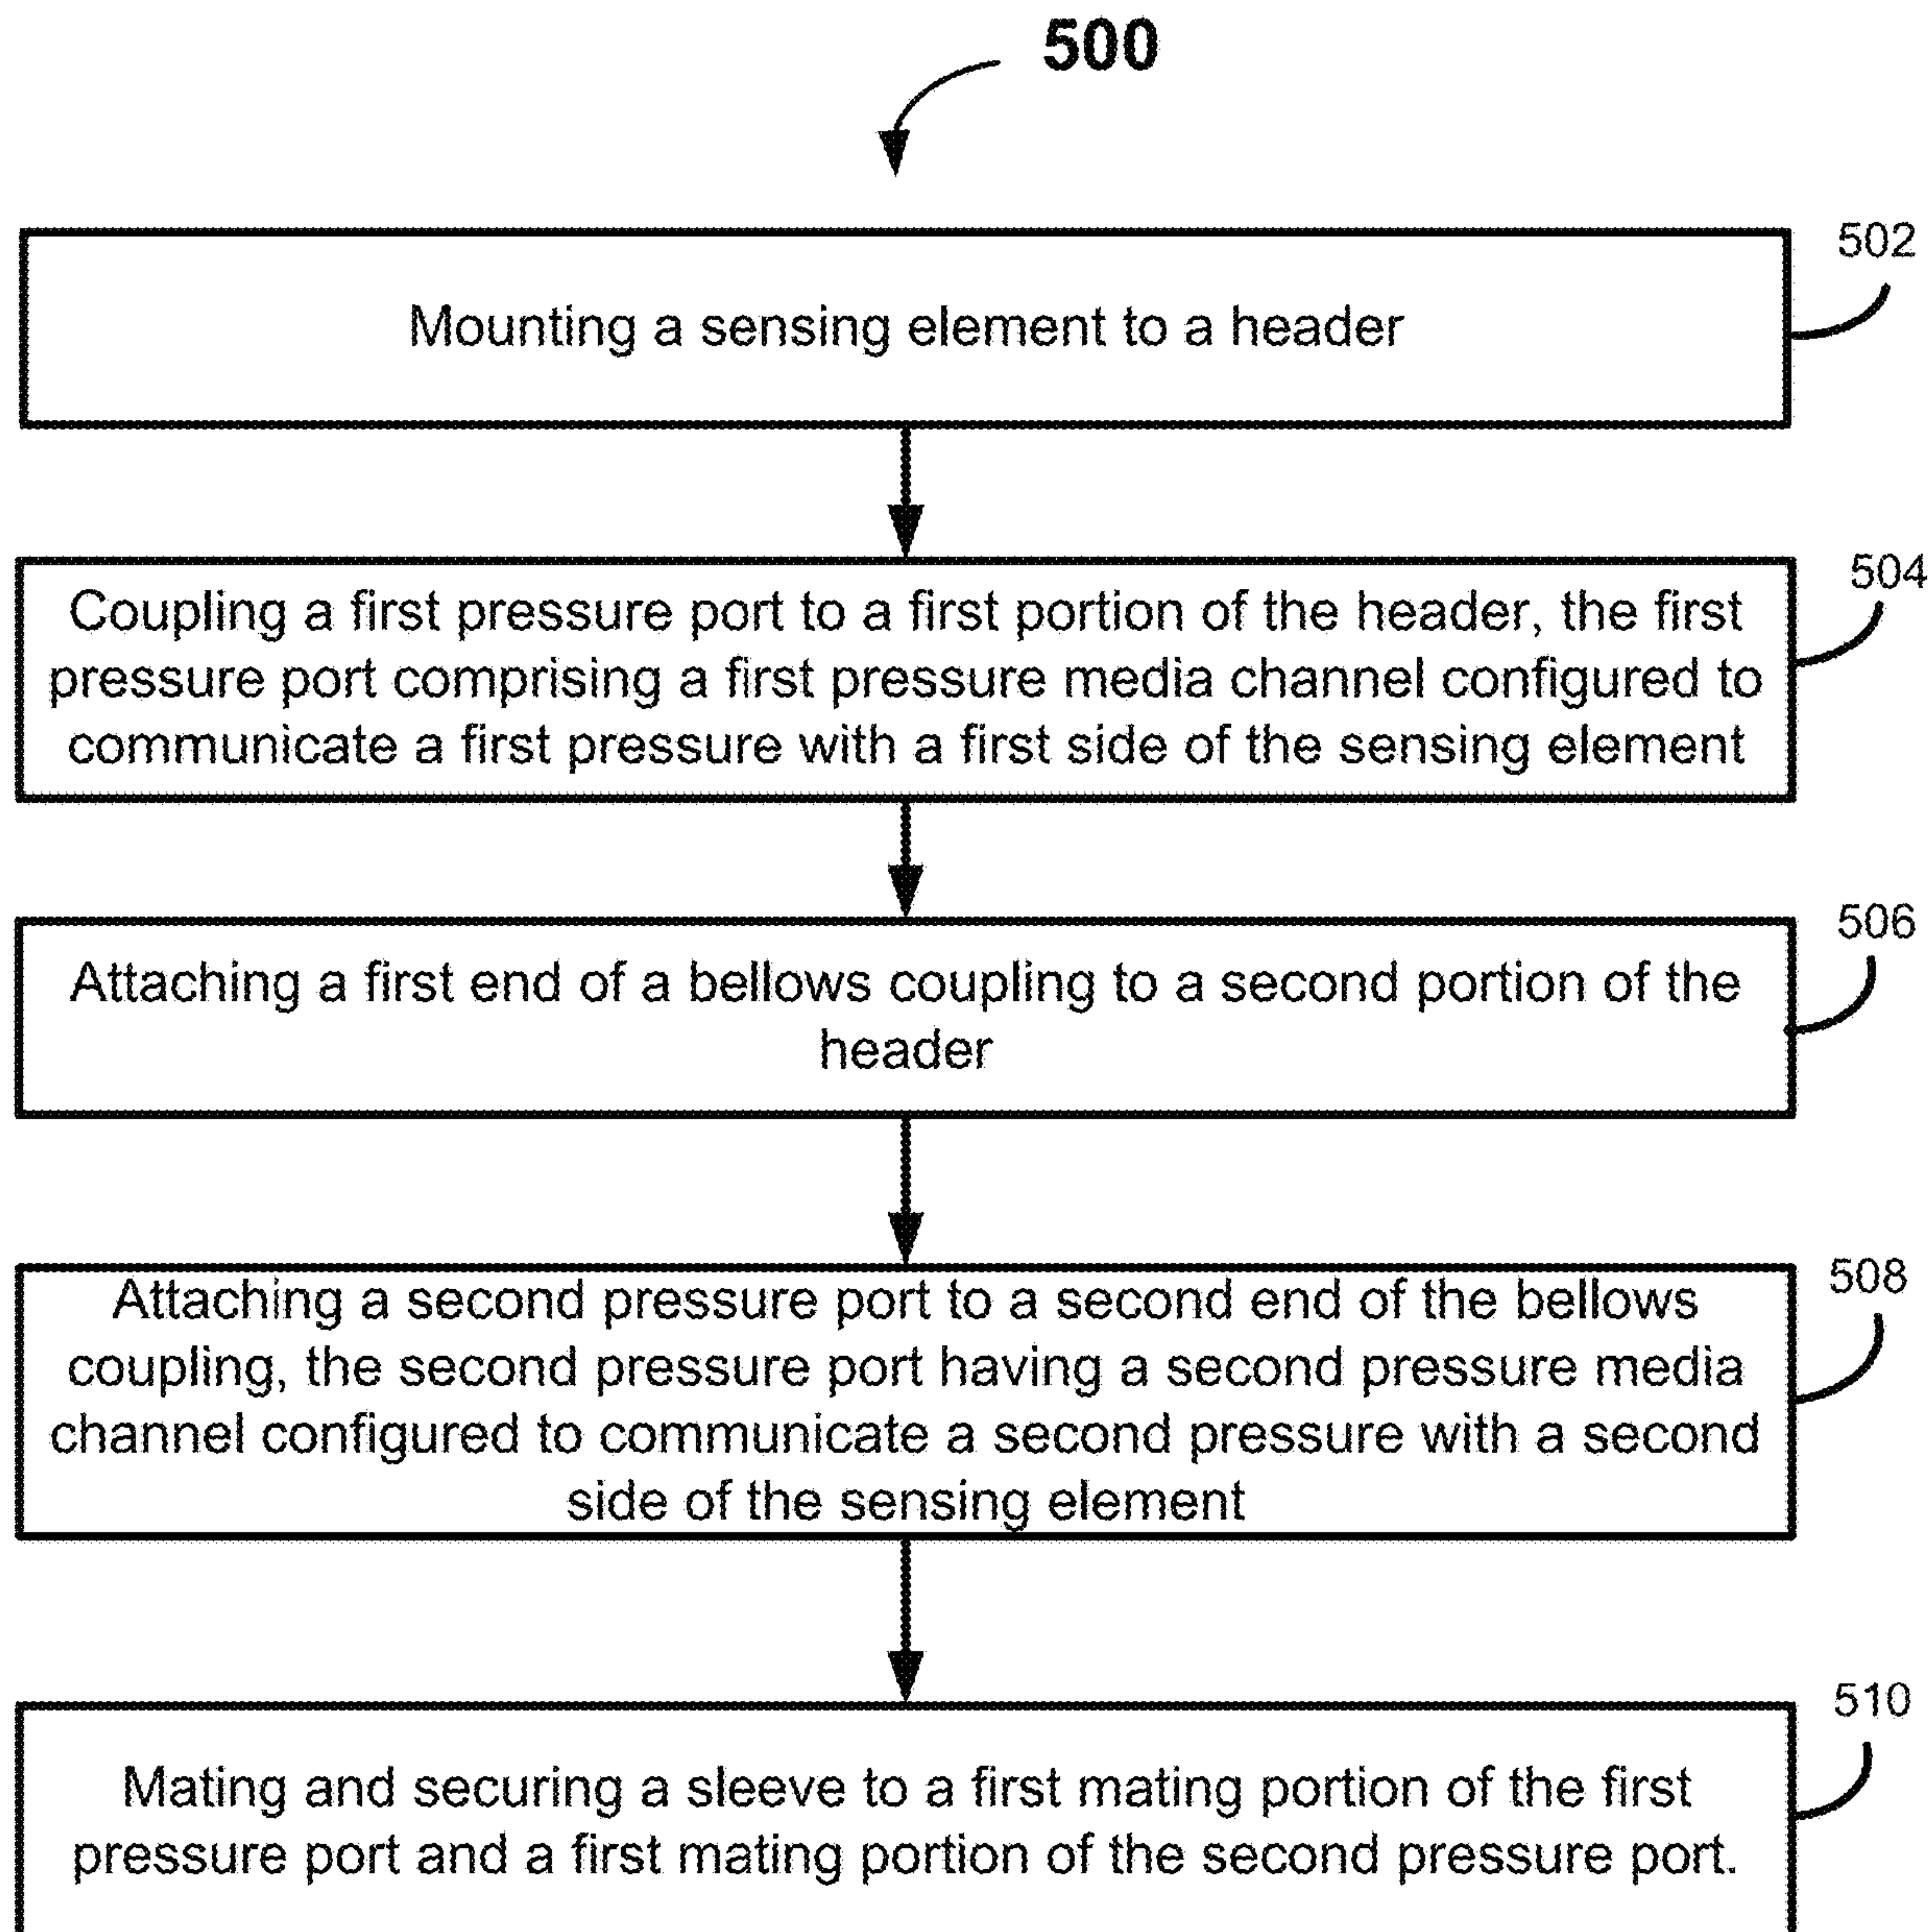 500
502
Mounting a sensing element to a header
504
Coupling a first pressure port to a first portion of the header, the first
pressure port comprising a first pressure media channel configured to
communicate a first pressure with a first side of the sensing element
506
Attaching a first end of a bellows coupling to a second portion of the
header
508
Attaching a second pressure port to a second end of the bellows
coupling, the second pressure port having a second pressure media
channel configured to communicate a second pressure with a second
side of the sensing element
510
Mating and securing a sleeve to a first mating portion of the first
pressure port and a first mating portion of the second pressure port.